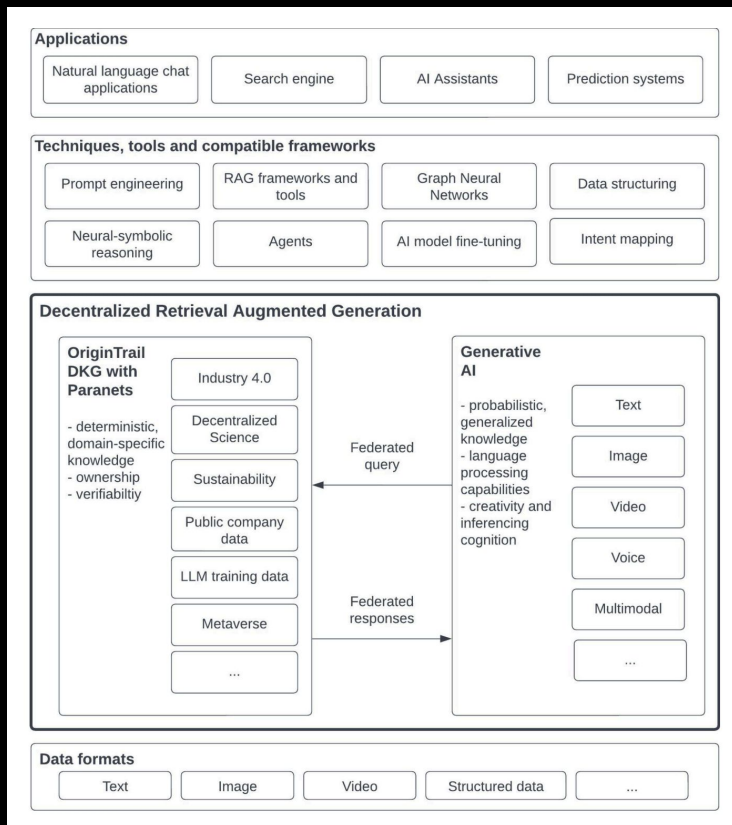 Applications
Natural language chat
applications
Search engine
AI Assistants
Prediction systems
Techniques, tools and compatible frameworks
Prompt engineering
RAG frameworks and
tools
Graph Neural
Networks
Data structuring
Neural-symbolic
reasoning
Agents
AI model fine-tuning
Intent mapping
Decentralized Retrieval Augmented Generation
OriginTrail
DKG with
Paranets
- deterministic,
domain-specific
knowledge
- ownership
- verifiabiltiy
Industry 4.0
Decentralized
Science
Sustainability
Public company
data
LLM training data
Metaverse
...
Federated
query
Federated
responses
Generative
AI
- probabilistic,
generalized
knowledge
- language
processing
capabilities
- creativity and
inferencing
cognition
Text
Image
Video
Voice
Multimodal
...
Data formats
Text
Image
Video
Structured data
...